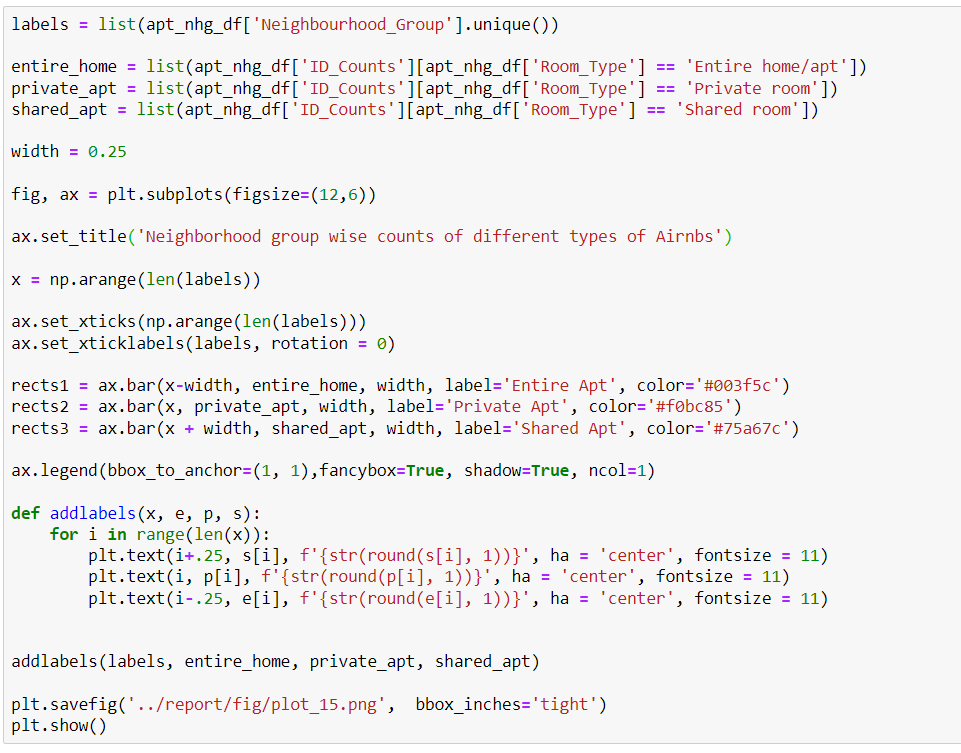 labels = list(apt_nhg_df['Neighbourhood_Group'].unique())
entire_home = list(apt_nhg_df['ID_Counts'][apt_nhg_df['Room_Type'] == 'Entire home/apt'])
private_apt = list(apt_nhg_df['ID_Counts'][apt_nhg_df['Room_Type'] == 'Private room'])
shared_apt = list(apt_nhg_df['ID_Counts'][apt_nhg_df['Room_Type'] == 'Shared room'])
width = 0.25
fig, ax = plt.subplots(figsize=(12,6))
ax.set_title('Neighborhood group wise counts of different types of Airnbs')
x = np.arange(len(labels))
ax.set_xticks(np.arange(len(labels)))
ax.set_xticklabels(labels, rotation = 0)
rects1 = ax.bar(x-width, entire_home, width, label='Entire Apt', color='#003f5c')
rects2 = ax.bar(x, private_apt, width, label='Private Apt', color='#f0bc85')
rects3 = ax.bar(x + width, shared_apt, width, label='Shared Apt', color='#75a67c')
ax.legend(bbox_to_anchor=(1, 1),fancybox=True, shadow=True, ncol=1)
def addlabels(x, e, p, s):
    for i in range(len(x)):
        plt.text(i+.25, s[i], f'{str(round(s[i], 1))}', ha = 'center', fontsize = 11)
        plt.text(i, p[i], f'{str(round(p[i], 1))}', ha = 'center', fontsize = 11)
        plt.text(i-.25, e[i], f'{str(round(e[i], 1))}', ha = 'center', fontsize = 11)
addlabels(labels, entire_home, private_apt, shared_apt)
plt.savefig('../report/fig/plot_15.png',  bbox_inches='tight')
plt.show()